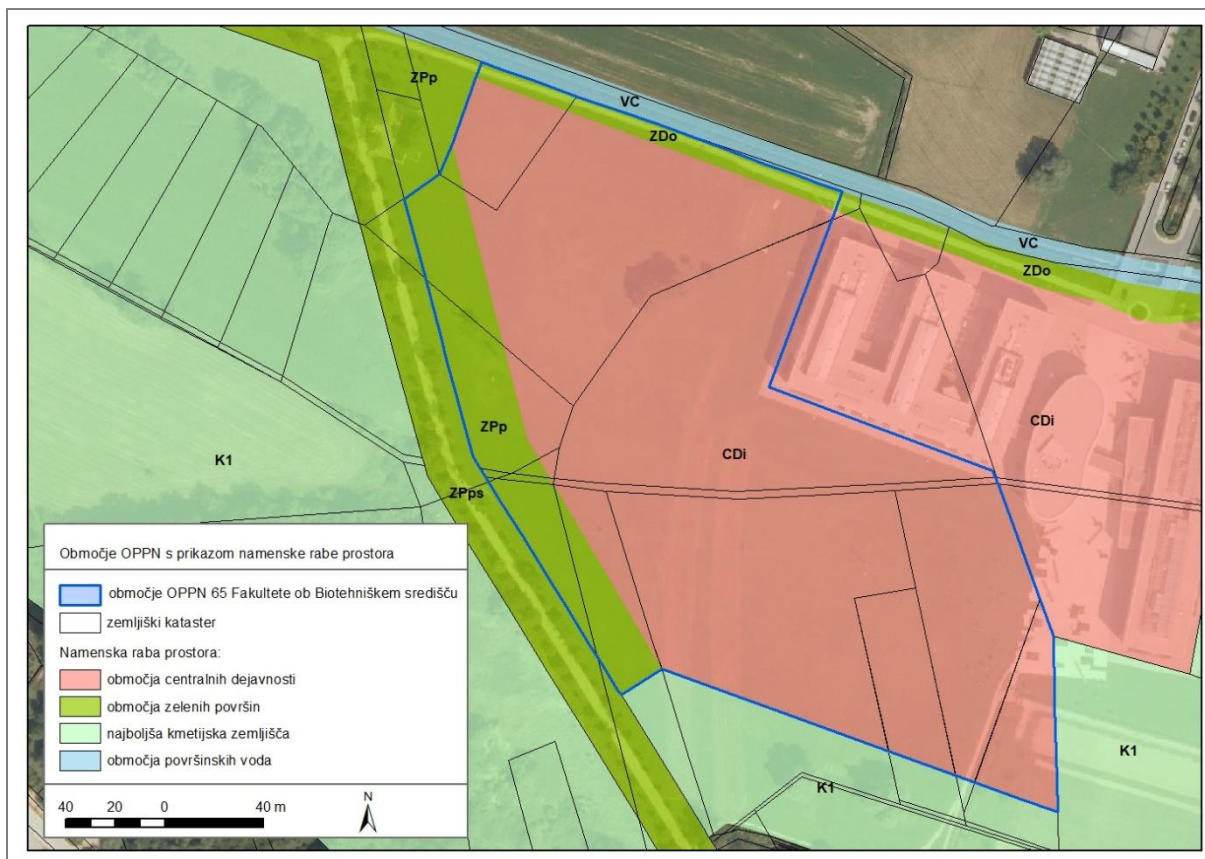 ZPp
VC
ZDo
VC
ZDo
ZPp
CDi
CDi
K1
ZPps
K1
K1
Območje OPPN s prikazom namenske rabe prostora
območje OPPN 65 Fakultete ob Biotehniškem središču
zemljiški kataster
Namenska raba prostora:
območja centralnih dejavnosti
območja zelenih površin
najboljša kmetijska zemljišča
območja površinskih voda
40 20 0 40 m
N